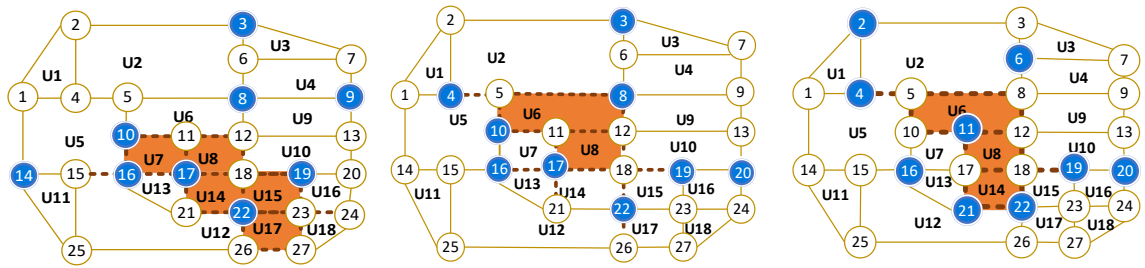 2 3 U3 6 7
U1 U2 U4
1 4 5 8 9
U6 U9
10 11 12 13
U5 U7 U8 U10
14 15 16 17 18 19 20
U13 U14 U15 U16
U11 21 22 23 24
U12 U17 U18
25 26 27
2 3 U3 6 7
U1 U2 U4
1 4 5 8 9
U5 U6
10 11 12 U9 13
U7 U8 U10
14 15 16 17 18 19 20
U11 U13 U14 U15 U16
21 22 23 24
U12 U17 U18
25 26 27
2 3 U3 6 7
U1 U2 U4
1 4 5 8 9
U6
10 11 12 U9 13
U5 U7 U8 U10
14 15 16 17 18 19 20
U11 U13 U14 U15 U16
21 22 23 24
U12 U17 U18
25 26 27